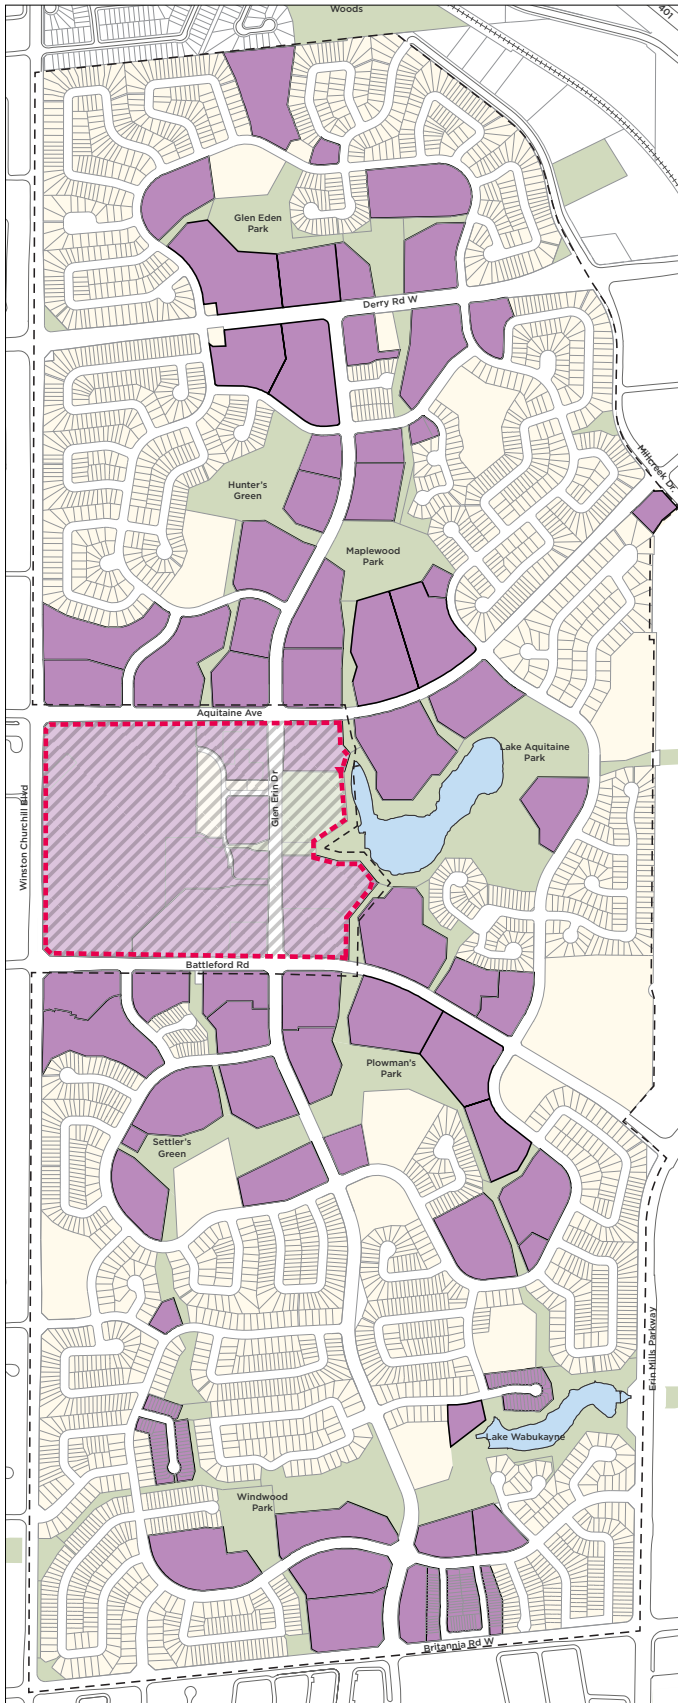 Woods
401
Glen Eden
Park
Derry Rd W
Millcreek Dr.
Hunter's
Green
Maplewood
Park
Aquitaine Ave
Lake Aquitaine
Park
Glen Erin Dr
Winston Churchill Blvd
Battleford Rd
Plowman's
Park
Settler's
Green
Erin Mills Parkway
Lake Wabukayne
Windwood
Park
Britannia Rd W